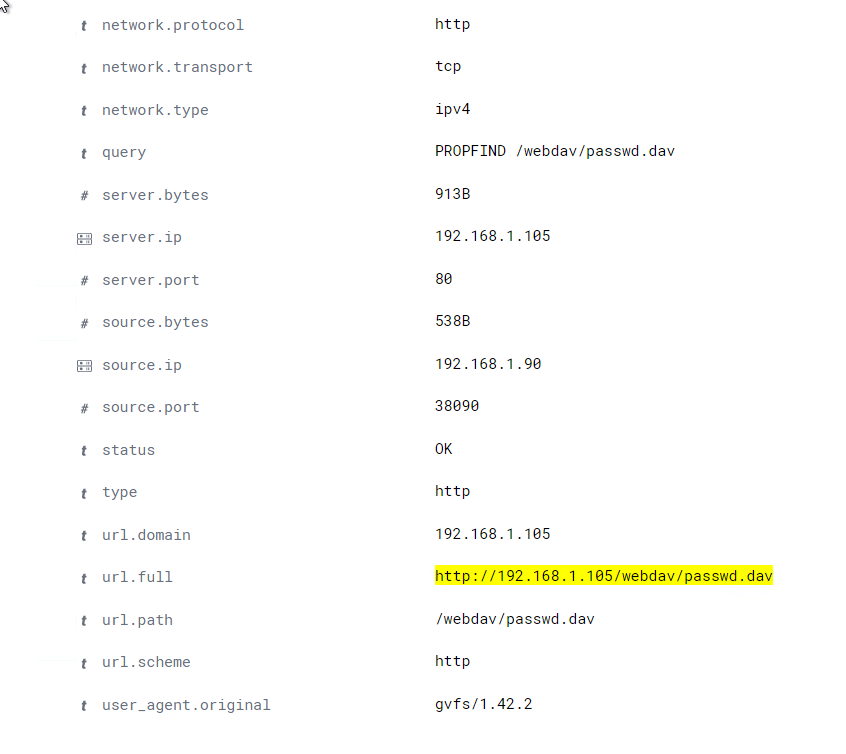 t network.protocol http
t network.transport tcp
t network.type ipv4
t query PROPFIND /webdav/passwd.dav
# server.bytes 913B
server.ip 192.168.1.105
# server.port 80
# source.bytes 538B
source.ip 192.168.1.90
# source.port 38090
t status OK
t type http
t url.domain 192.168.1.105
t url.full http://192.168.1.105/webdav/passwd.dav
t url.path /webdav/passwd.dav
t url.scheme http
t user_agent.original gvfs/1.42.2